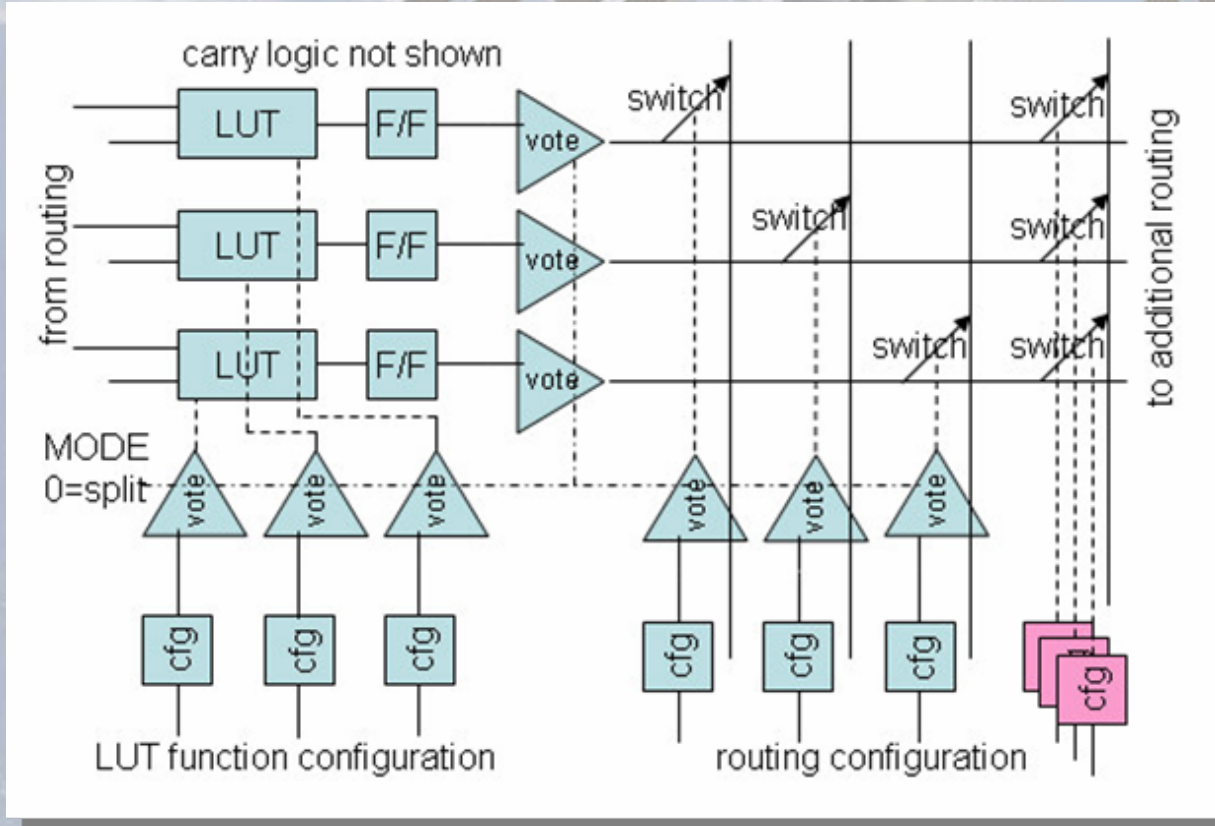 carry logic not shown
LUT
F/F
vote
switch
switch
LUT
F/F
vote
switch
switch
LUT
F/F
vote
switch
switch
from routing
to additional routing
MODE
0=split
vote
vote
vote
vote
vote
vote
cfg
cfg
cfg
cfg
cfg
cfg
cfg
LUT function configuration
routing configuration